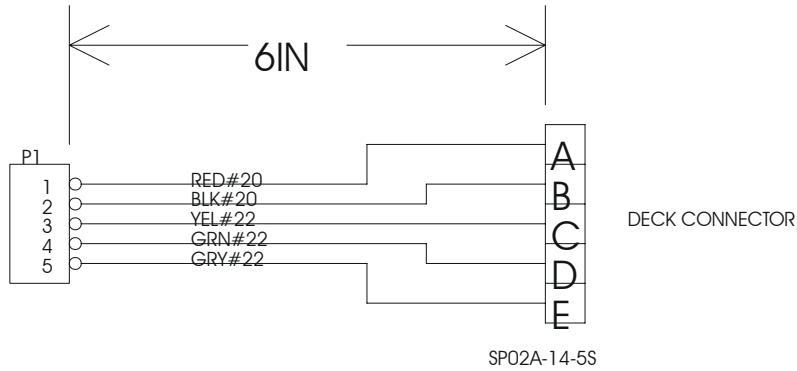 6IN
P1
1 RED#20 A
2 BLK#20 B
3 YEL#22 C
4 GRN#22 D
5 GRY#22 E
DECK CONNECTOR
SP02A-14-5S